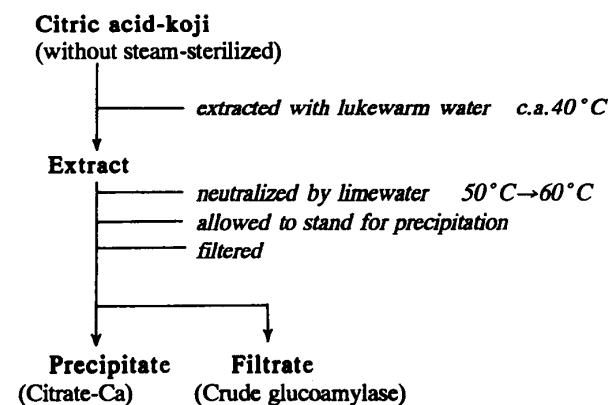 Citric acid-koji
(without steam-sterilized)
extracted with lukewarm water c.a.40°C
Extract
neutralized by limewater 50°C→60°C
allowed to stand for precipitation
filtered
Precipitate Filtrate
(Citrate-Ca) (Crude glucoamylase)